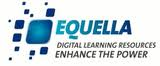 EQUELLA
DIGITAL LEARNING RESOURCES
ENHANCE THE POWER